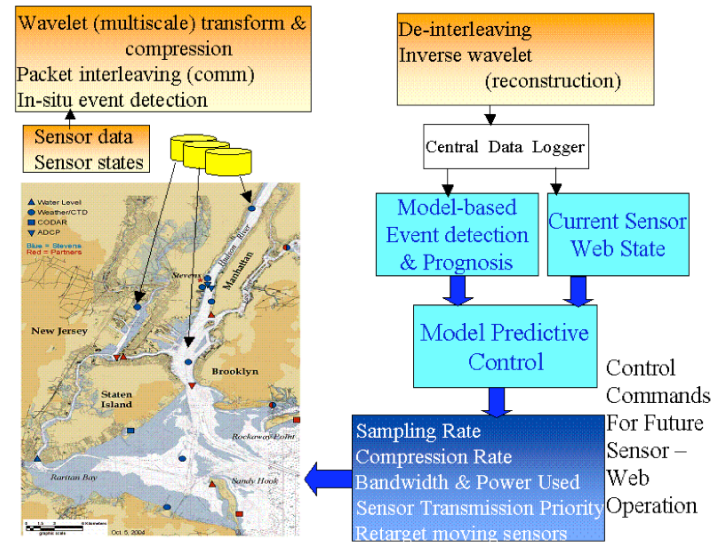 Wavelet (multiscale) transform &
compression
Packet interleaving (comm)
In-situ event detection
Sensor data
Sensor states
De-interleaving
Inverse wavelet
(reconstruction)
Central Data Logger
Model-based
Event detection
& Prognosis
Current Sensor
Web State
Model Predictive
Control
Control
Commands
For Future
Sensor –
Web
Operation
Sampling Rate
Compression Rate
Bandwidth & Power Used
Sensor Transmission Priority
Retarget moving sensors
Water Level
Weather/CTD
CODAR
ADCP
Blue = Stevens
Red = Partners
Hudson River
Stevens
Manhattan
New Jersey
Brooklyn
Staten
Island
Rockaway Point
Raritan Bay
Sandy Hook
Oct. 5, 2004
graphic scale